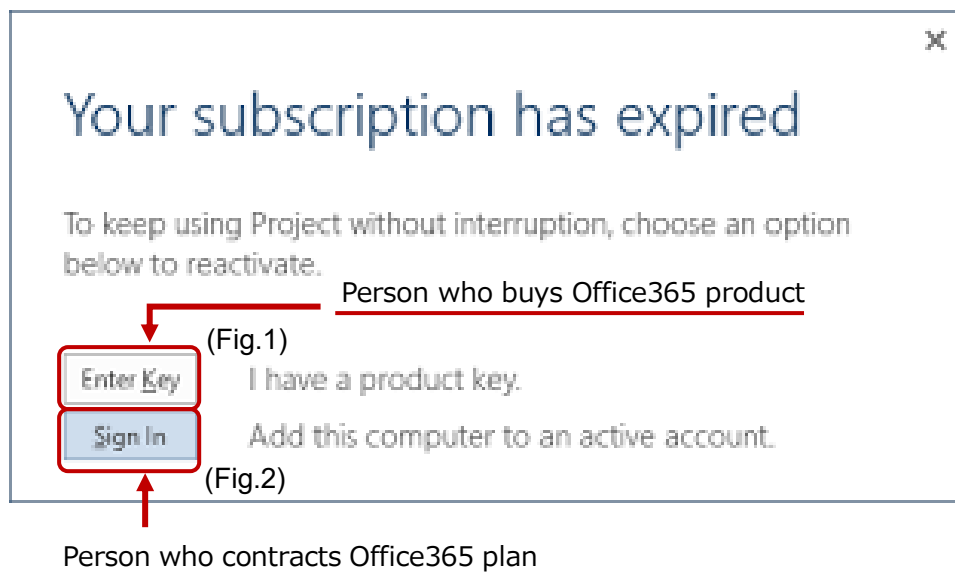 Your subscription has expired
To keep using Project without interruption, choose an option
below to reactivate.
Person who buys Office365 product
(Fig.1)
Enter Key I have a product key.
Sign In Add this computer to an active account.
(Fig.2)
Person who contracts Office365 plan